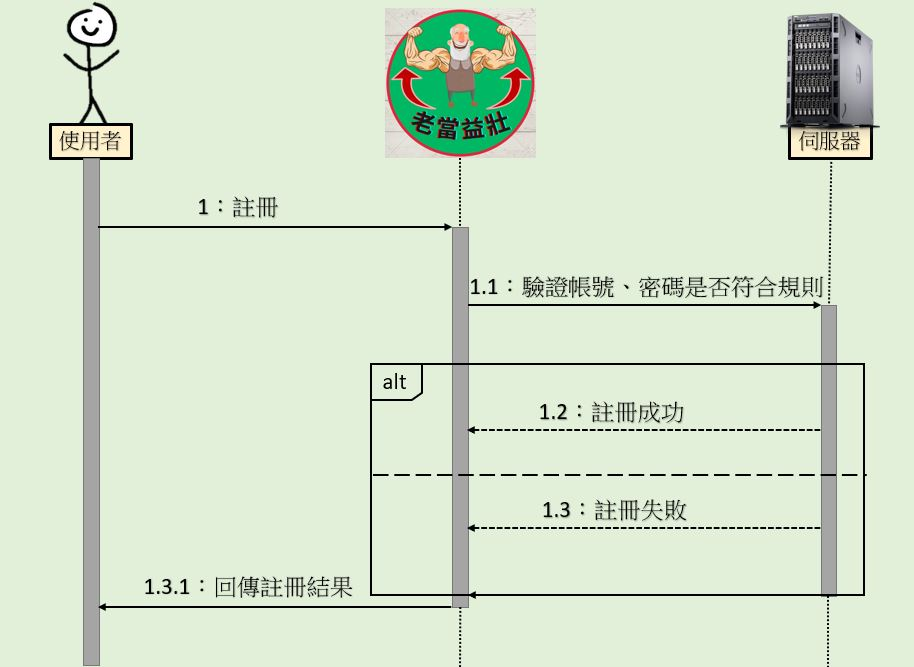 老當益壯
使用者
伺服器
1：註冊
1.1：驗證帳號、密碼是否符合規則
alt
1.2：註冊成功
1.3：註冊失敗
1.3.1：回傳註冊結果